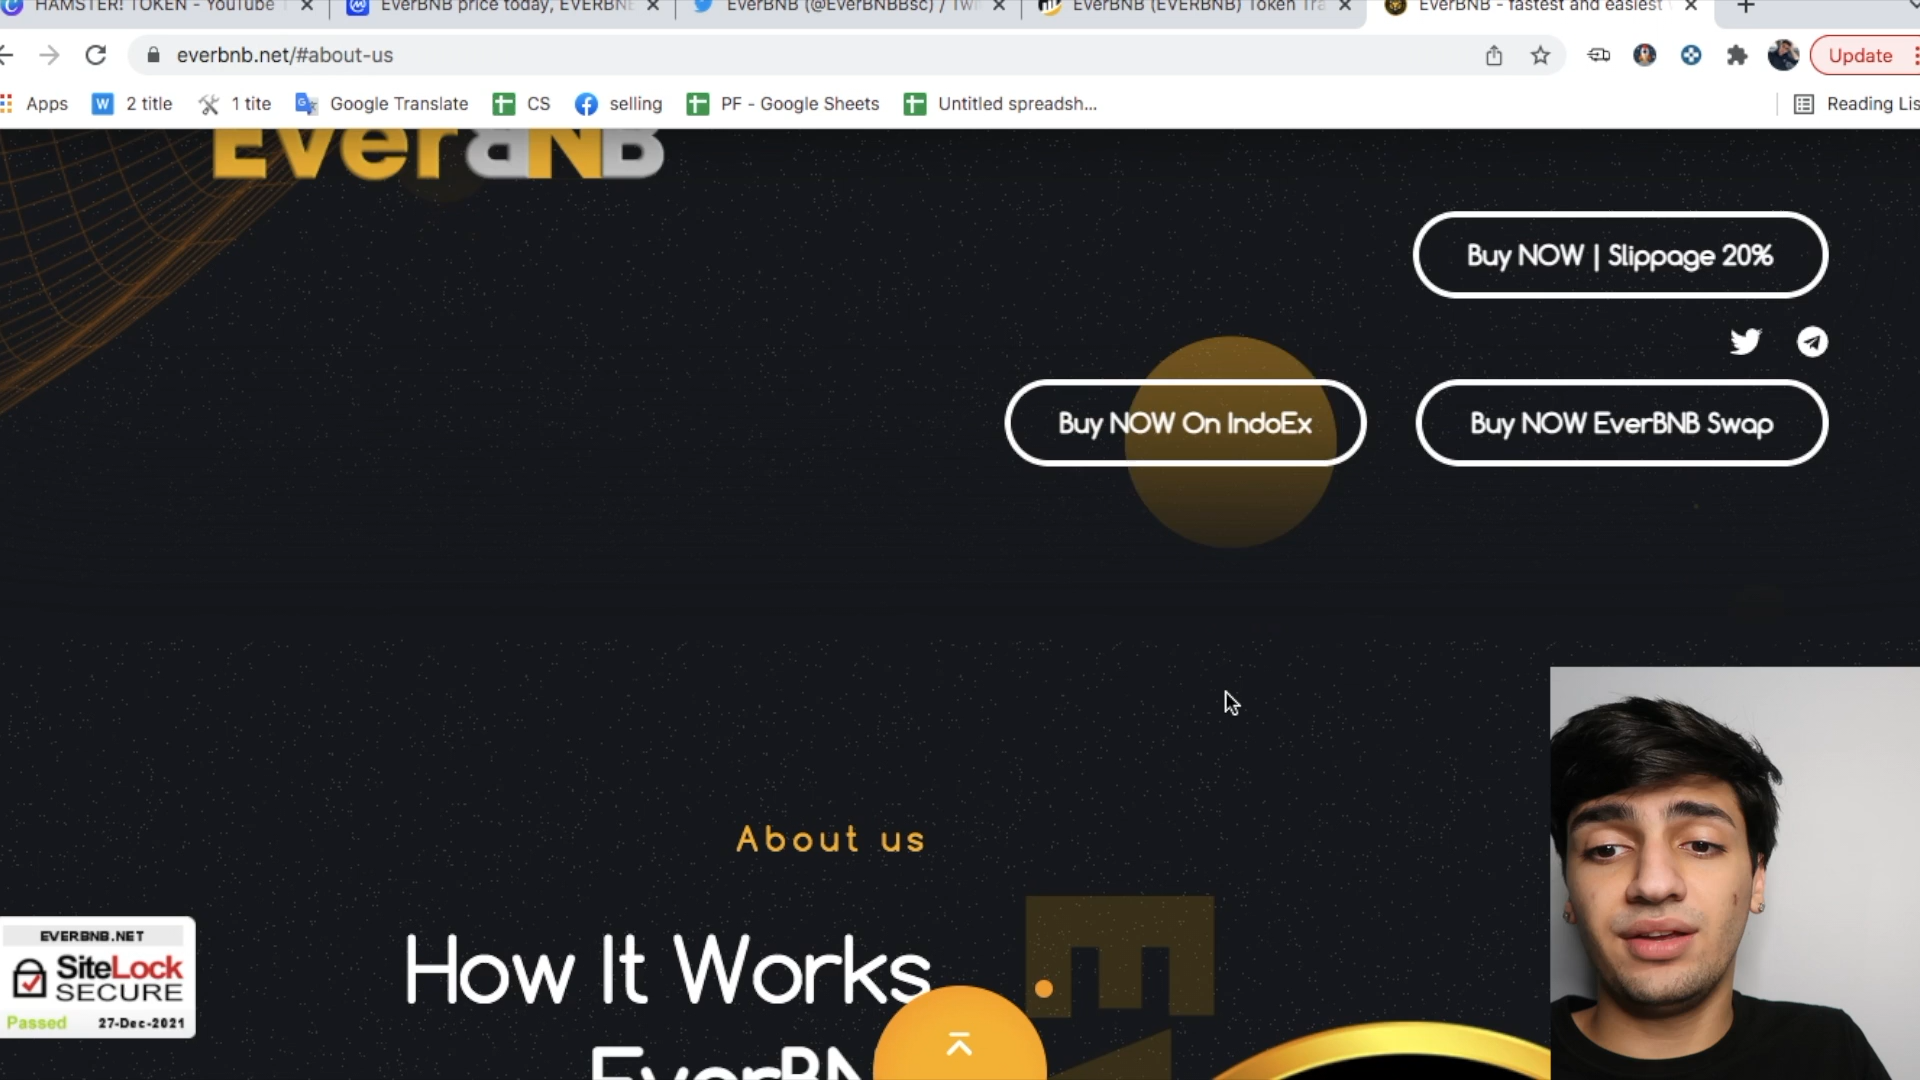 HAMSTER! TOKEN - YouTube
EverBNB price today, EVERBNB
EverBNB (@EverBNBBsc) / Twi
EverBNB (EVERBNB) Token Tra
EverBNB - fastest and easiest
everbnb.net/#about-us
Update
Apps
2 title
1 tite
Google Translate
CS
selling
PF - Google Sheets
Untitled spreadsh...
Reading Lis
EverBNB
Buy NOW | Slippage 20%
Buy NOW On IndoEx
Buy NOW EverBNB Swap
About us
How It Works
EverBN
EVERBNB.NET
SiteLock
SECURE
Passed 27-Dec-2021